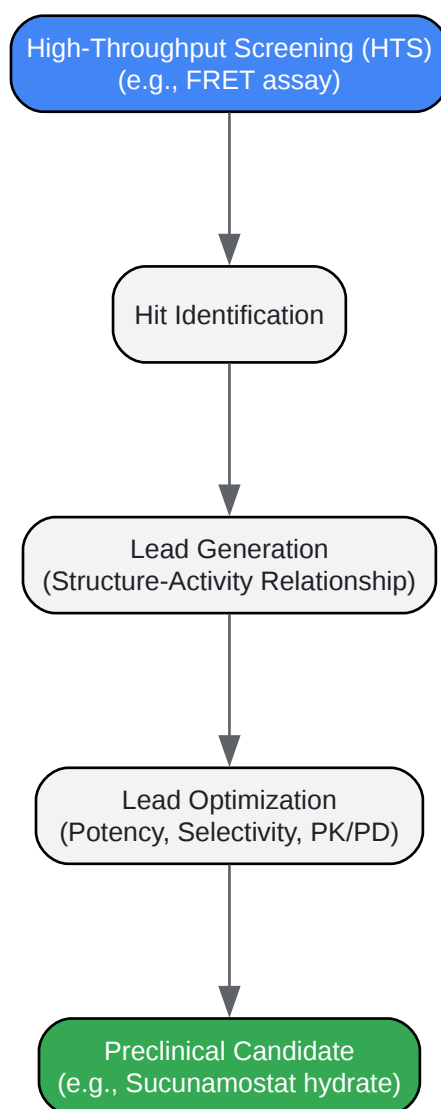 High-Throughput Screening (HTS)
(e.g., FRET assay)
Hit Identification
Lead Generation
(Structure-Activity Relationship)
Lead Optimization
(Potency, Selectivity, PK/PD)
Preclinical Candidate
(e.g., Sucunamostat hydrate)